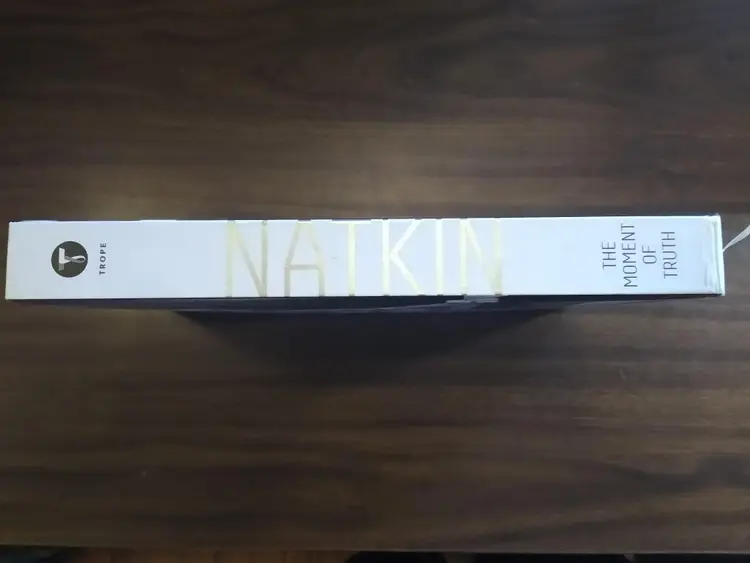 TROPE
NATKIN
THE
MOMENT
OF
TRUTH